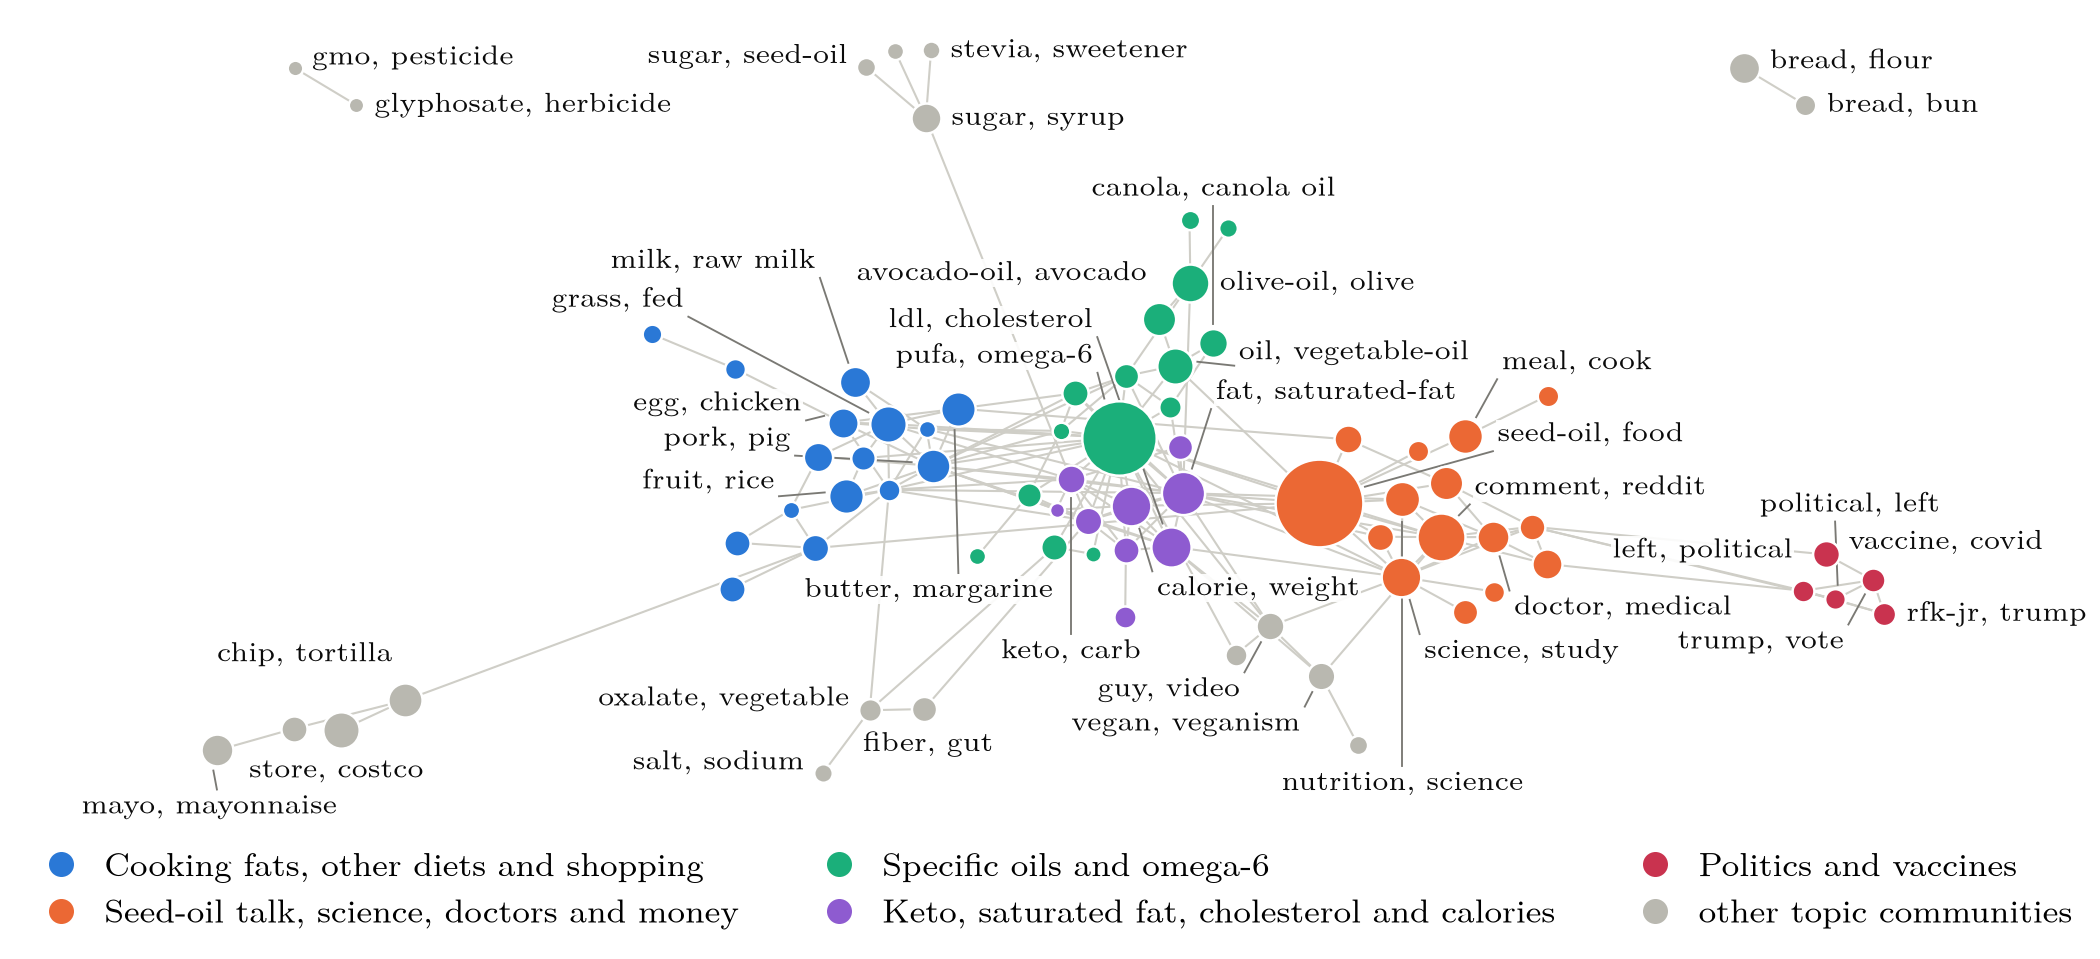 gmo, pesticide
glyphosate, herbicide
sugar, seed-oil
stevia, sweetener
sugar, syrup
bread, flour
bread, bun
canola, canola oil
milk, raw milk
avocado-oil, avocado
olive-oil, olive
grass, fed
ldl, cholesterol
pufa, omega-6
oil, vegetable-oil
meal, cook
fat, saturated-fat
egg, chicken
pork, pig
seed-oil, food
fruit, rice
comment, reddit
political, left
left, political
vaccine, covid
butter, margarine
calorie, weight
doctor, medical
rfk-jr, trump
trump, vote
keto, carb
science, study
chip, tortilla
guy, video
oxalate, vegetable
vegan, veganism
fiber, gut
salt, sodium
store, costco
nutrition, science
mayo, mayonnaise
Cooking fats, other diets and shopping
Specific oils and omega-6
Politics and vaccines
Seed-oil talk, science, doctors and money
Keto, saturated fat, cholesterol and calories
other topic communities